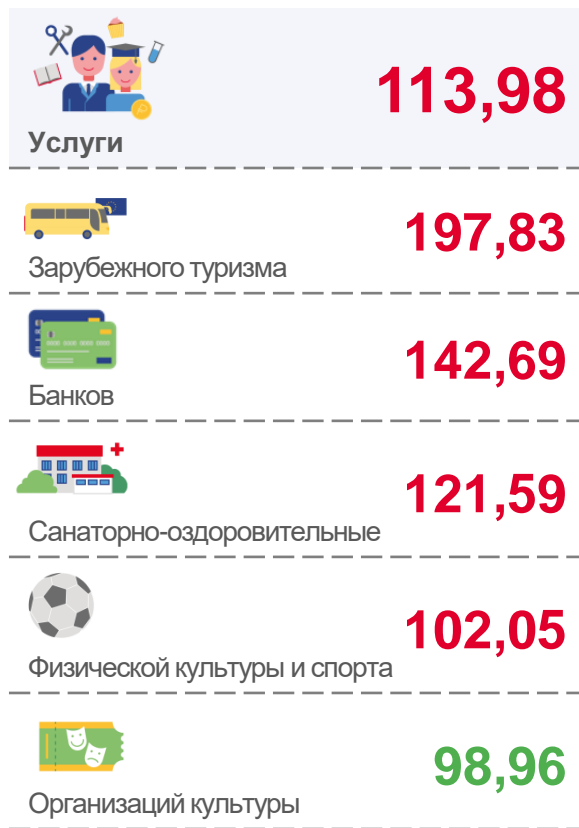 113,98
Услуги
197,83
Зарубежного туризма
142,69
Банков
121,59
Санаторно-оздоровительные
102,05
Физической культуры и спорта
98,96
Организаций культуры